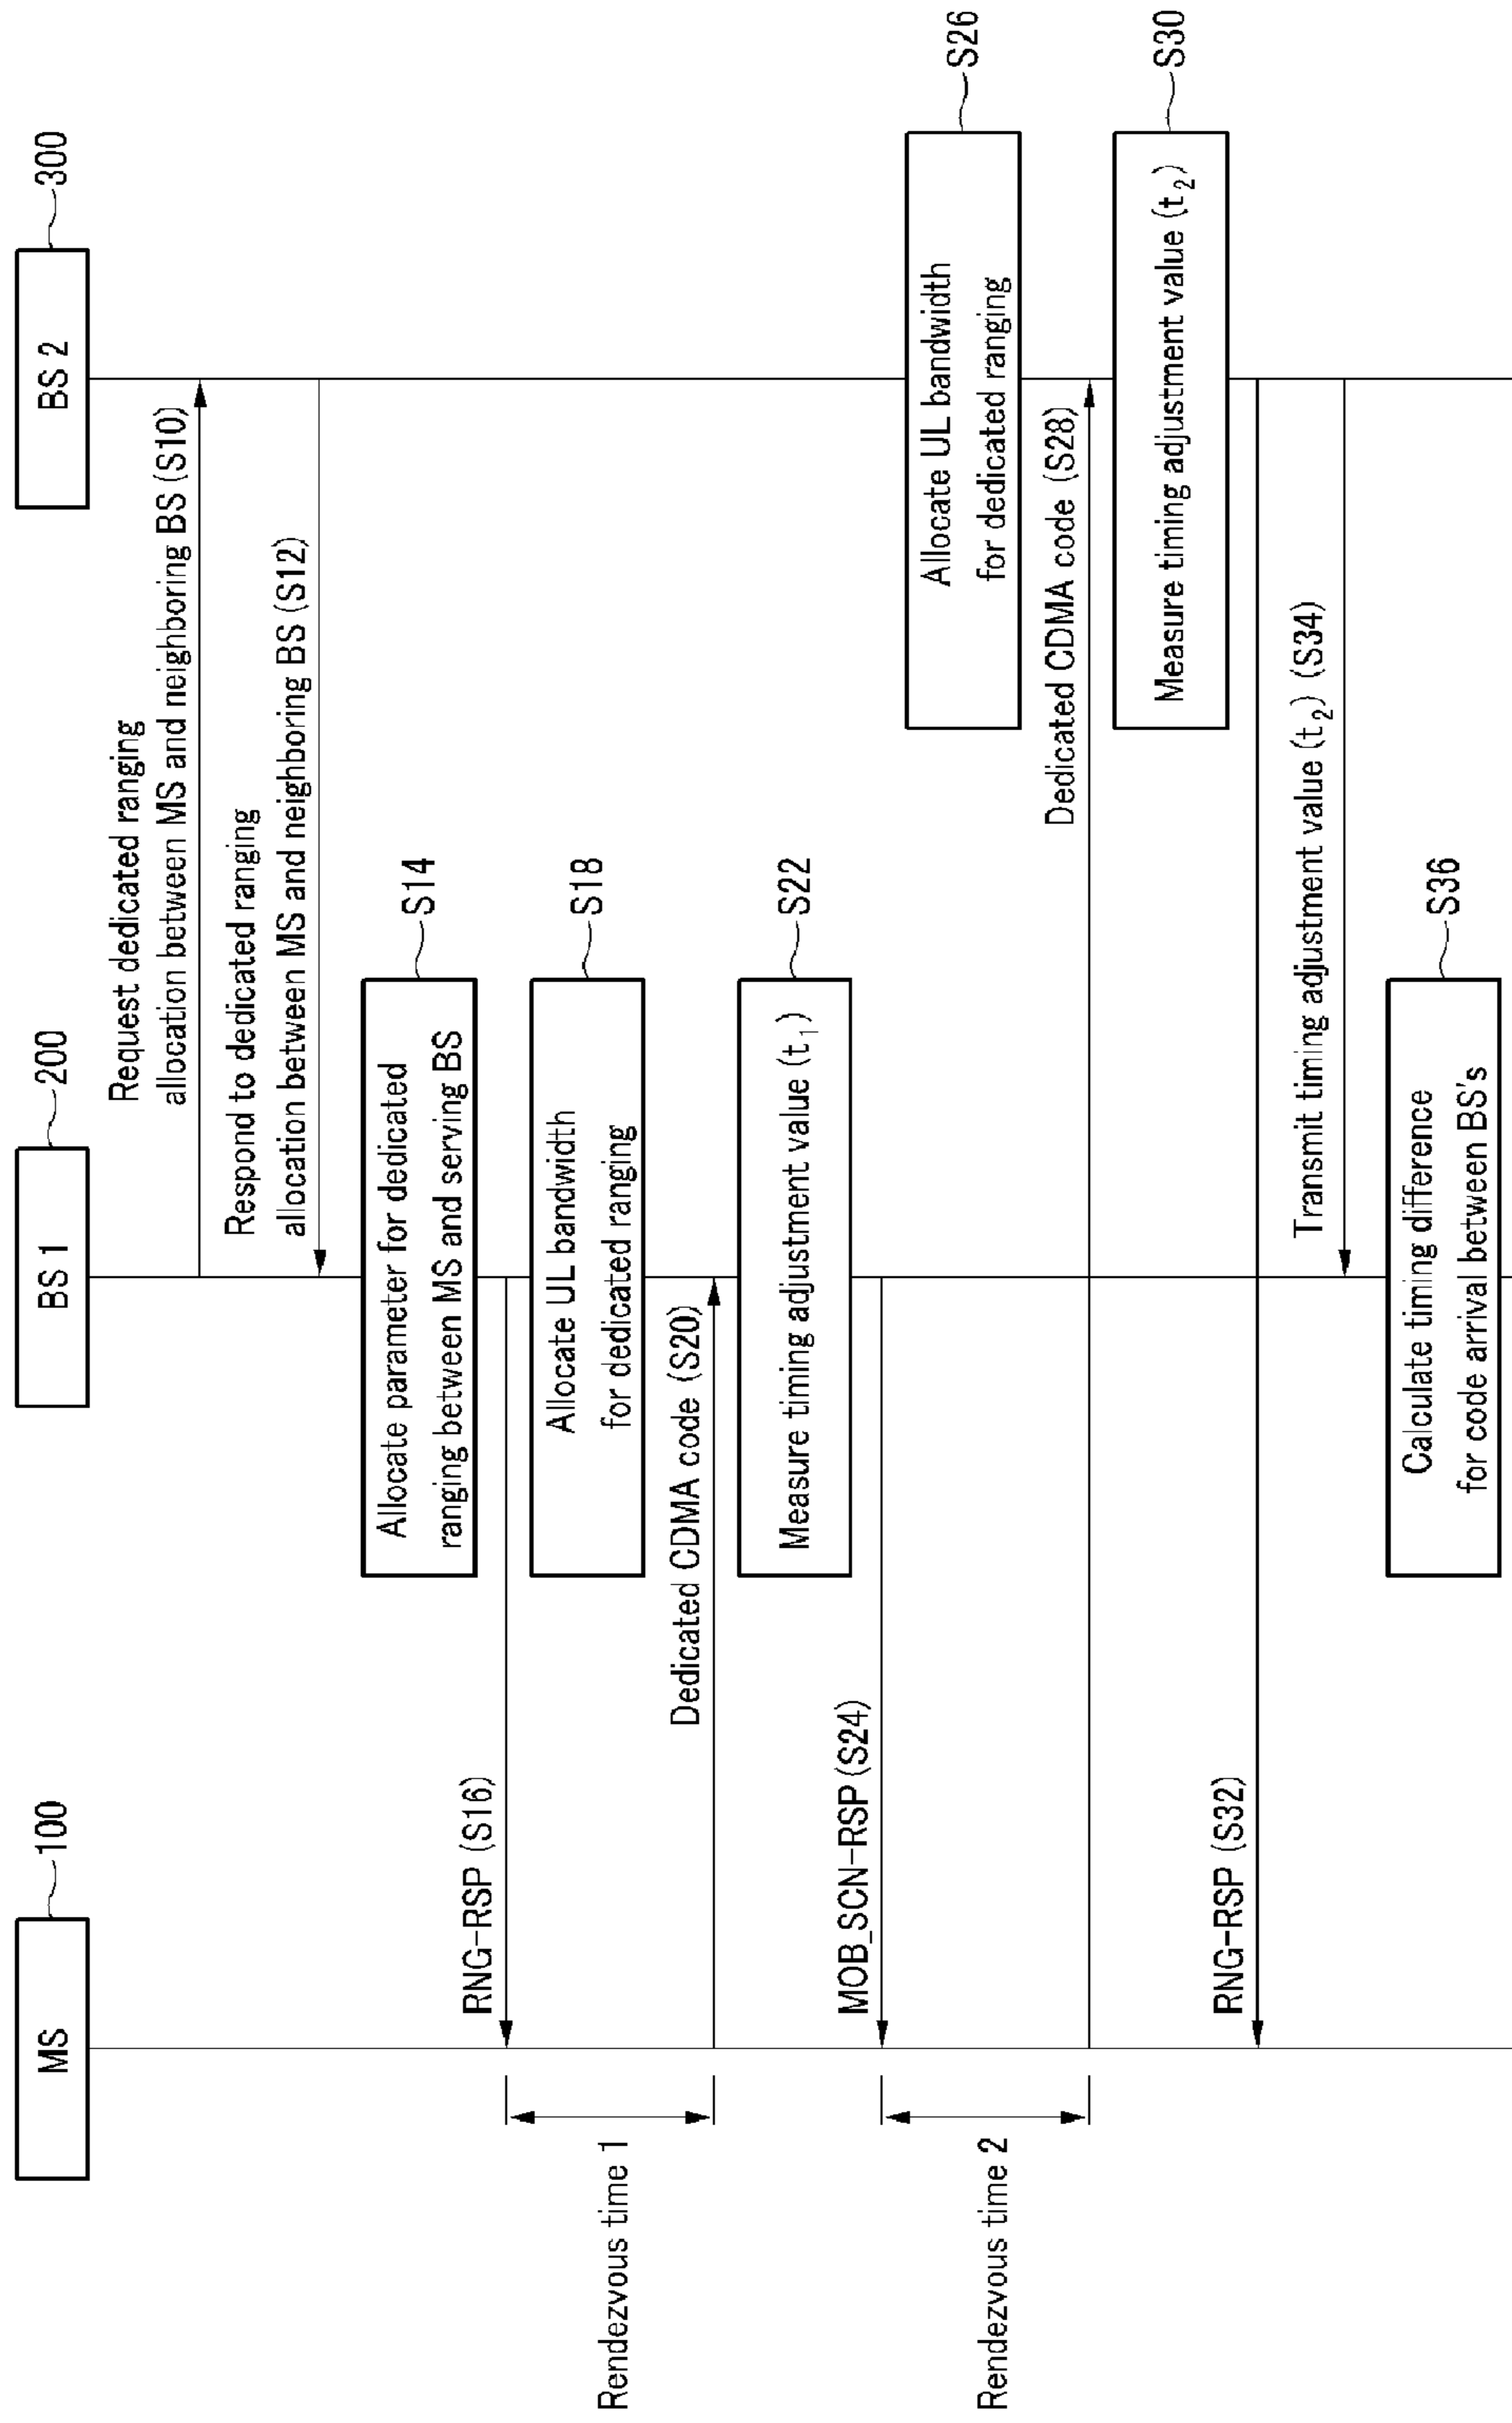 MS
100
BS 1
200
BS 2
300
Request dedicated ranging
allocation between MS and neighboring BS (S10)
Respond to dedicated ranging
allocation between MS and neighboring BS (S12)
Allocate parameter for dedicated
ranging between MS and serving BS
S14
RNG-RSP (S16)
Allocate UL bandwidth
for dedicated ranging
S18
Rendezvous time 1
Dedicated CDMA code (S20)
Measure timing adjustment value (t1)
S22
MOB_SCN-RSP (S24)
Allocate UL bandwidth
for dedicated ranging
S26
Rendezvous time 2
Dedicated CDMA code (S28)
Measure timing adjustment value (t2)
S30
RNG-RSP (S32)
Transmit timing adjustment value (t2) (S34)
Calculate timing difference
for code arrival between BS's
S36